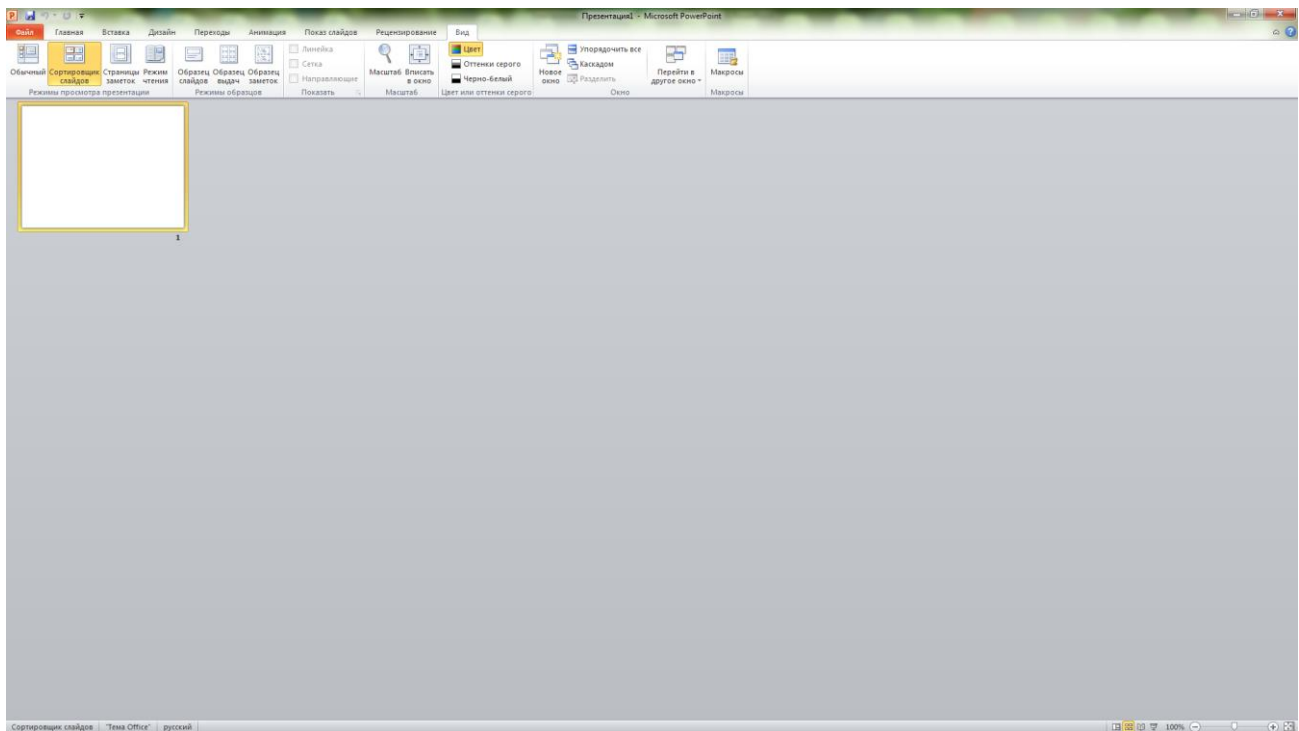 Презентация1 - Microsoft PowerPoint
Файл Главная Вставка Дизайн Переходы Анимация Показ слайдов Рецензирование Вид
Обычный
Сортировщик слайдов
Страницы заметок
Режим чтения
Режимы просмотра презентации
Образец слайдов
Образец выдач
Образец заметок
Режимы образцов
Линейка
Сетка
Направляющие
Показать
Масштаб
Вписать в окно
Масштаб
Цвет
Оттенки серого
Черно-белый
Цвет или оттенки серого
Новое окно
Упорядочить все
Каскадом
Разделить
Перейти в другое окно
Окно
Макросы
Макросы
1
Сортировщик слайдов "Тема Office" русский
100%